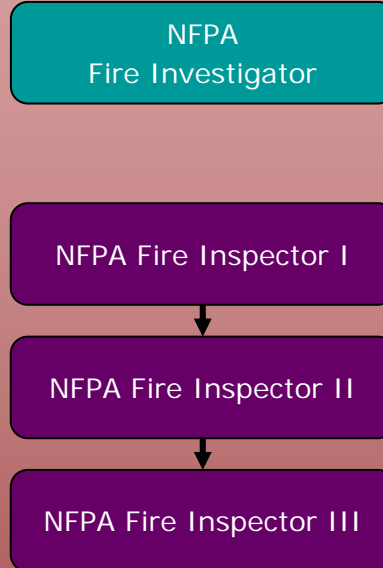 NFPA
Fire Investigator
NFPA Fire Inspector I
NFPA Fire Inspector II
NFPA Fire Inspector III